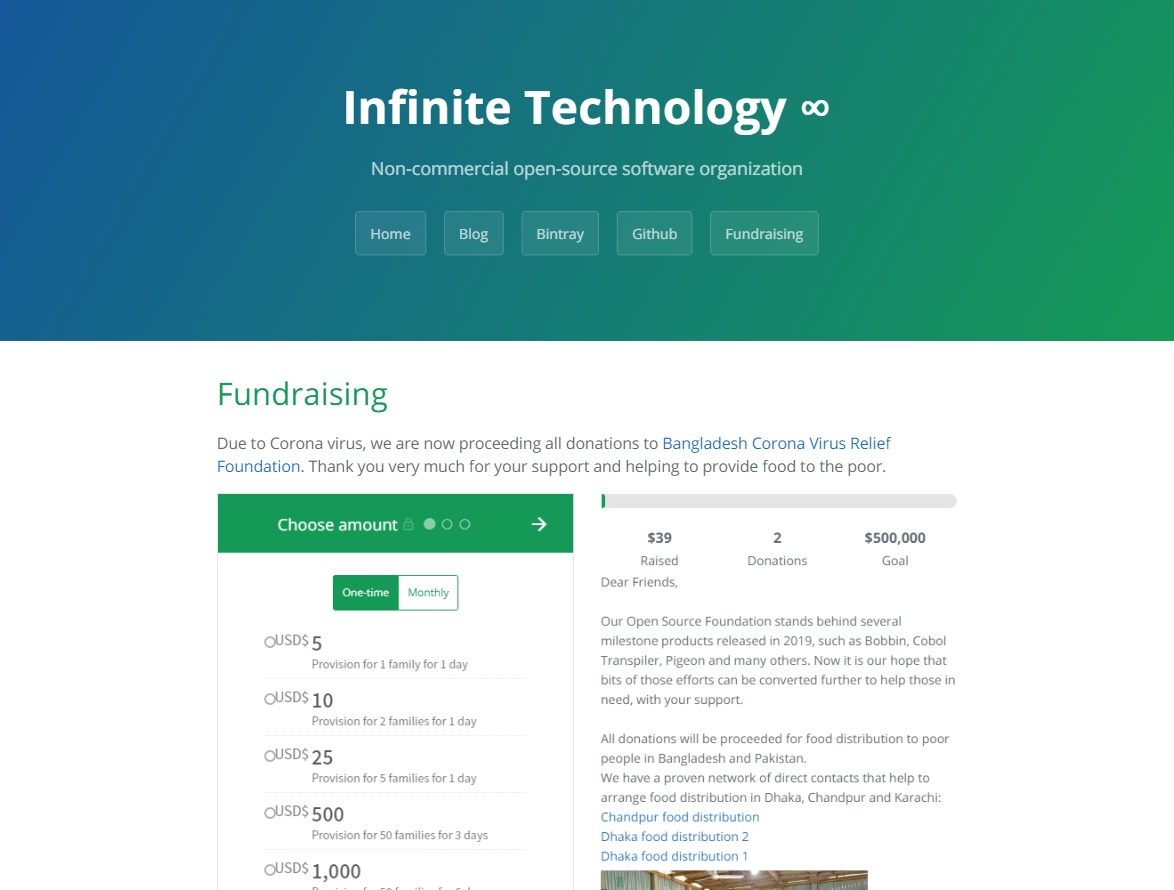 Infinite Technology ∞
Non-commercial open-source software organization
Home Blog Bintray Github Fundraising
Fundraising
Due to Corona virus, we are now proceeding all donations to Bangladesh Corona Virus Relief
Foundation. Thank you very much for your support and helping to provide food to the poor.
Choose amount
One-time Monthly
USD$ 5
Provision for 1 family for 1 day
USD$ 10
Provision for 2 families for 1 day
USD$ 25
Provision for 5 families for 1 day
USD$ 500
Provision for 50 families for 3 days
USD$ 1,000
$39 2 $500,000
Raised Donations Goal
Dear Friends,
Our Open Source Foundation stands behind several
milestone products released in 2019, such as Bobbin, Cobol
Transpiler, Pigeon and many others. Now it is our hope that
bits of those efforts can be converted further to help those in
need, with your support.
All donations will be proceeded for food distribution to poor
people in Bangladesh and Pakistan.
We have a proven network of direct contacts that help to
arrange food distribution in Dhaka, Chandpur and Karachi:
Chandpur food distribution
Dhaka food distribution 2
Dhaka food distribution 1